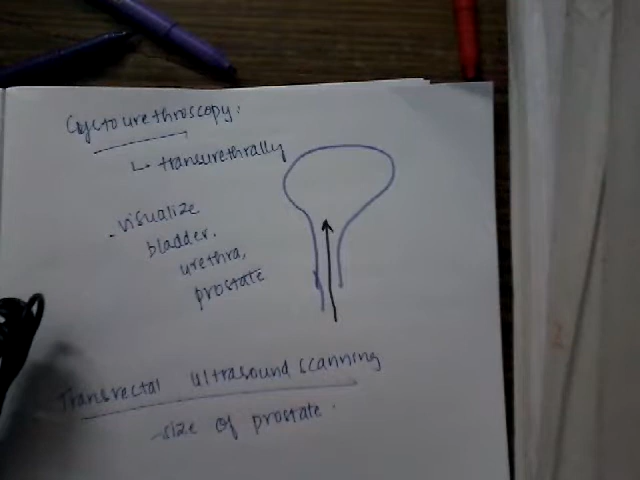 Cystourethroscopy:
↳ transurethrally
- visualize
bladder,
urethra,
prostate
Transrectal ultrasound scanning
- size of prostate.